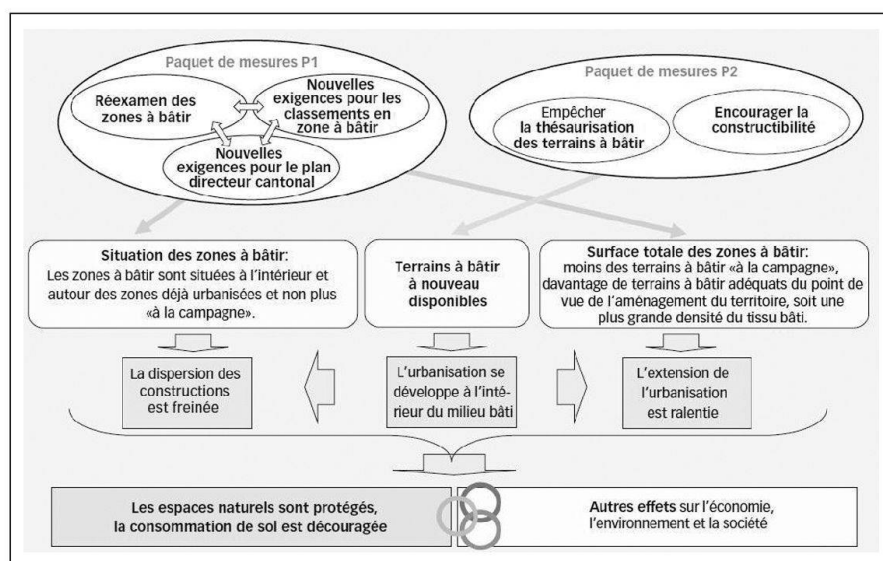 Paquet de mesures P1
Réexamen des
zones à bâtir
Nouvelles
exigences pour les
classements en
zone à bâtir
Nouvelles
exigences pour le plan
directeur cantonal
Paquet de mesures P2
Empêcher
la thésaurisation
des terrains à bâtir
Encourager la
constructibilité
Situation des zones à bâtir:
Les zones à bâtir sont situées à l'intérieur et
autour des zones déjà urbanisées et non plus
«à la campagne».
Terrains à bâtir
à nouveau
disponibles
Surface totale des zones à bâtir:
moins des terrains à bâtir «à la campagne»,
davantage de terrains à bâtir adéquats du point de
vue de l'aménagement du territoire, soit une
plus grande densité du tissu bâti.
La dispersion des
constructions
est freinée
L'urbanisation se
développe à l'inté-
rieur du milieu bâti
L'extension de
l'urbanisation
est ralentie
Les espaces naturels sont protégés,
la consommation de sol est découragée
Autres effets sur l'économie,
l'environnement et la société